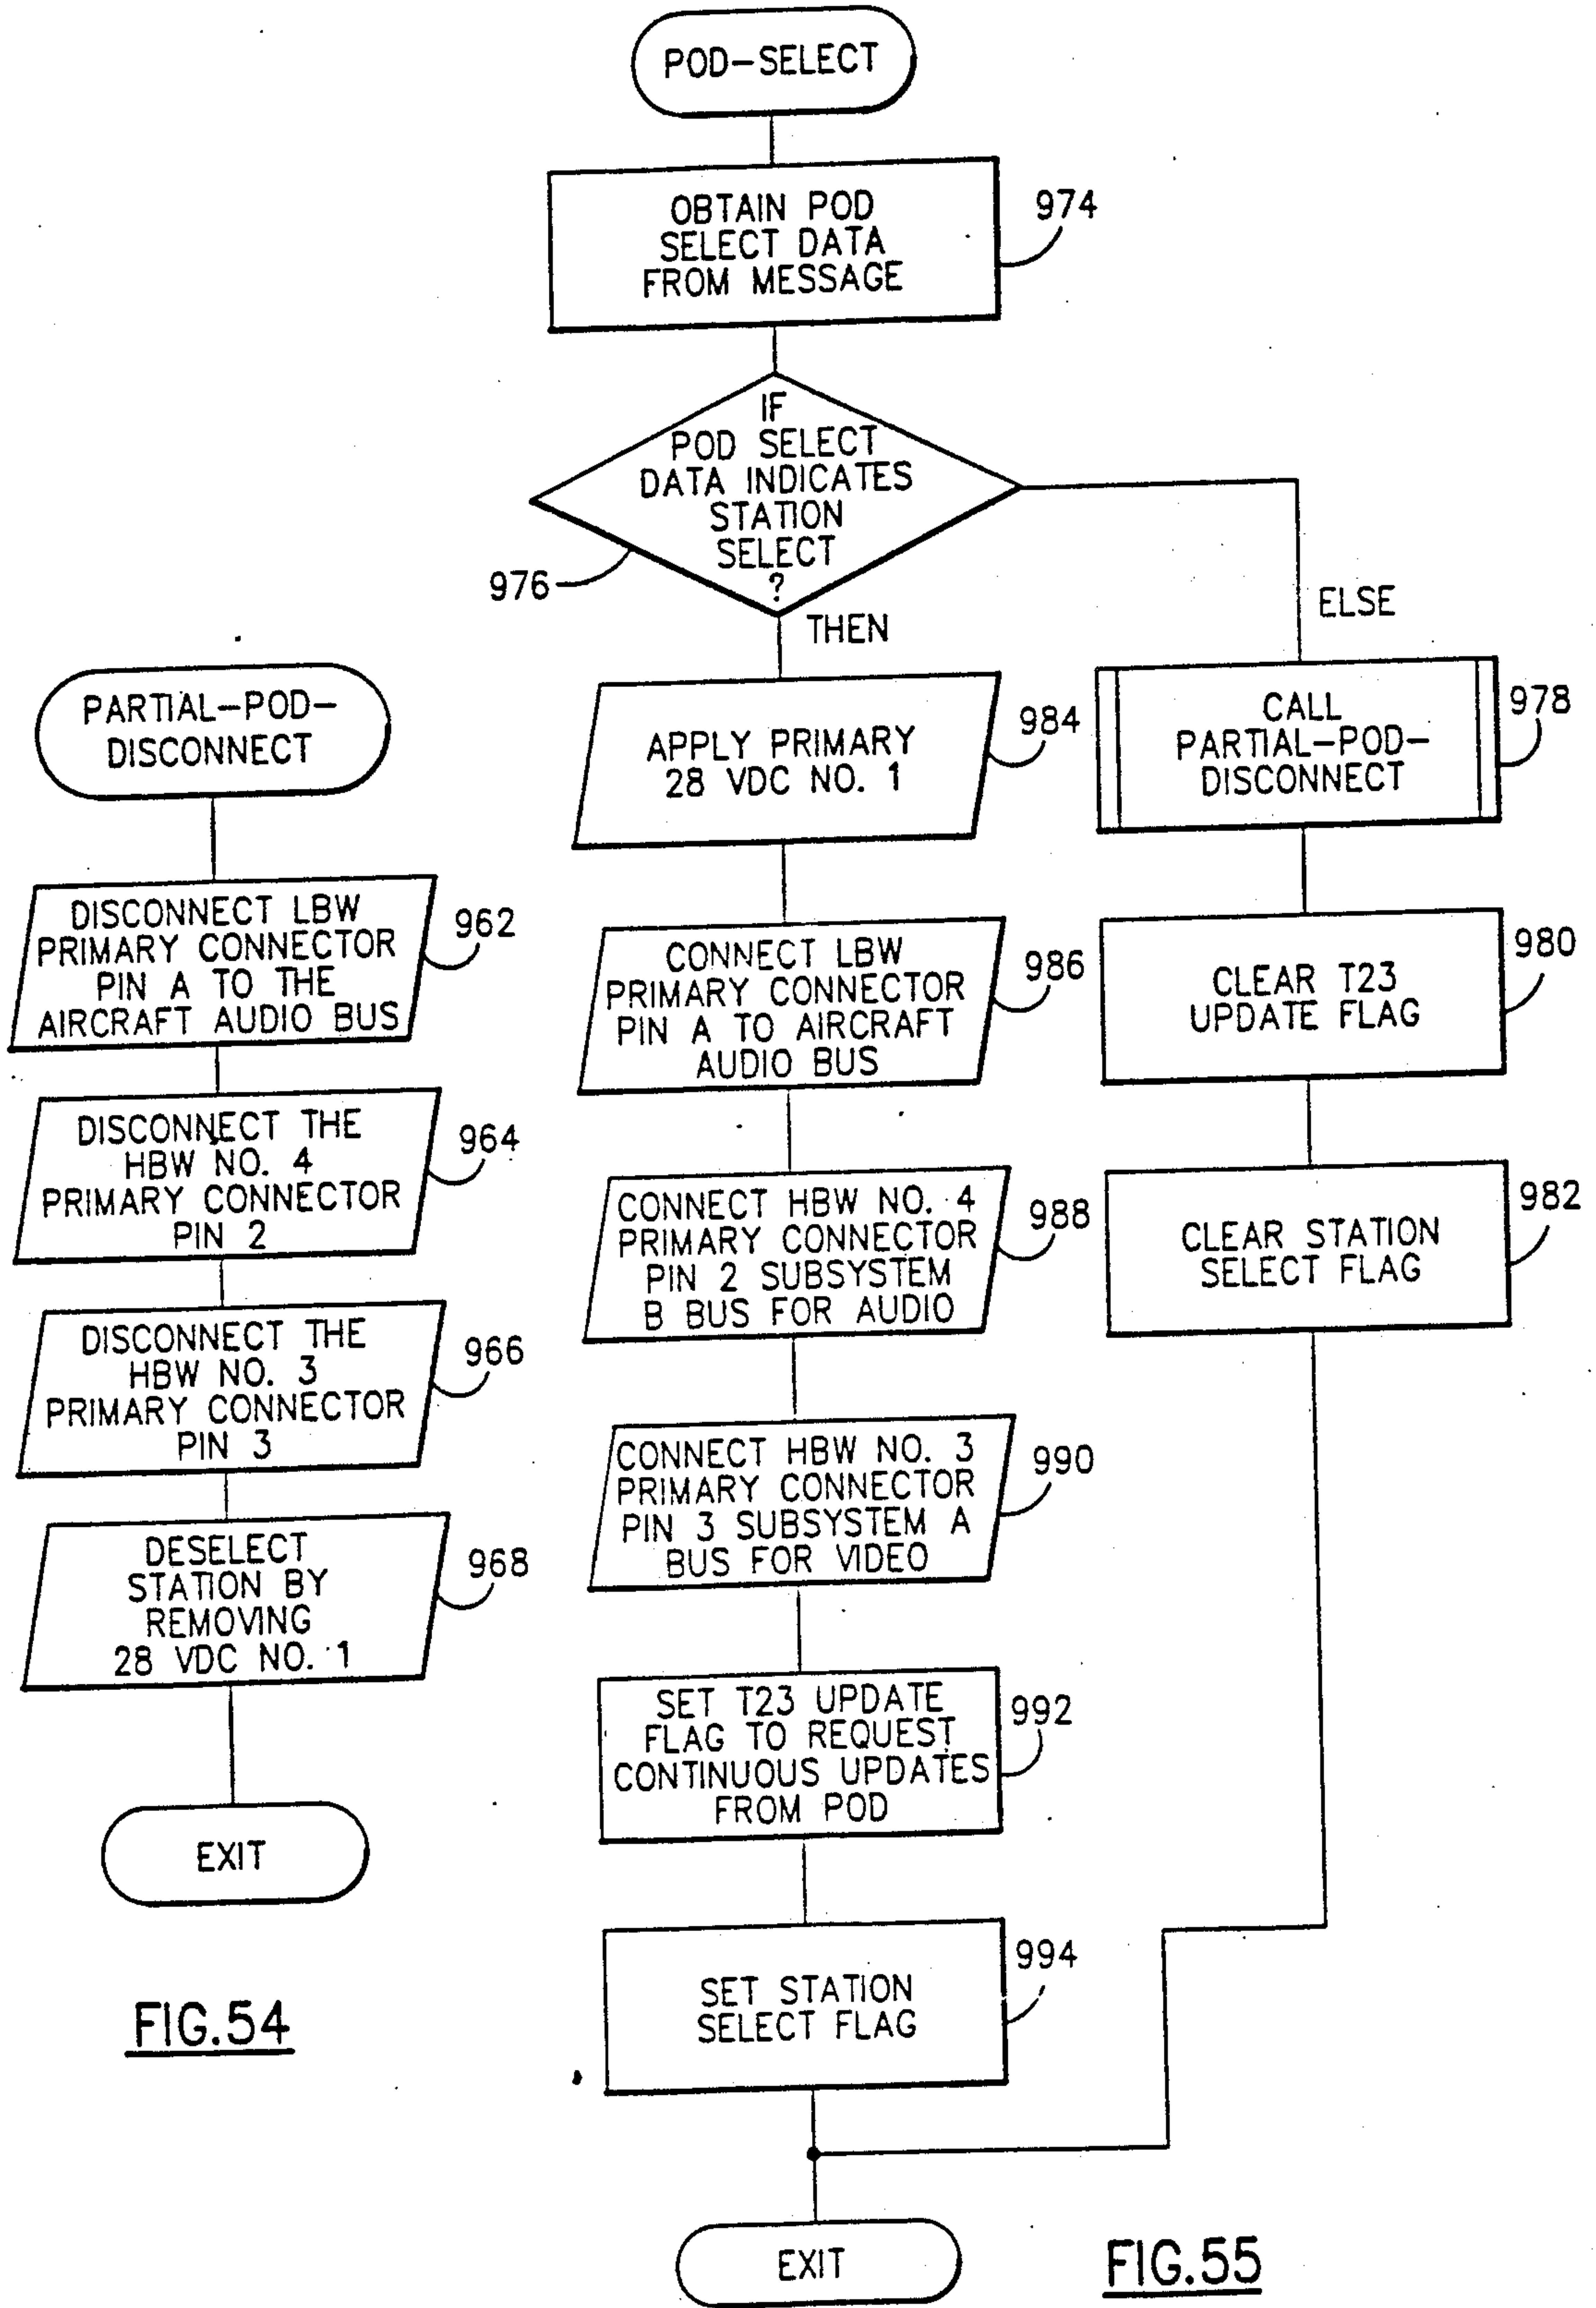 POD-SELECT
OBTAIN POD
SELECT DATA
FROM MESSAGE
974
IF
POD SELECT
DATA INDICATES
STATION
SELECT
?
976
THEN
ELSE
APPLY PRIMARY
28 VDC NO. 1
984
CONNECT LBW
PRIMARY CONNECTOR
PIN A TO AIRCRAFT
AUDIO BUS
986
CONNECT HBW NO. 4
PRIMARY CONNECTOR
PIN 2 SUBSYSTEM
B BUS FOR AUDIO
988
CONNECT HBW NO. 3
PRIMARY CONNECTOR
PIN 3 SUBSYSTEM A
BUS FOR VIDEO
990
SET T23 UPDATE
FLAG TO REQUEST
CONTINUOUS UPDATES
FROM POD
992
SET STATION
SELECT FLAG
994
CALL
PARTIAL-POD-
DISCONNECT
978
CLEAR T23
UPDATE FLAG
980
CLEAR STATION
SELECT FLAG
982
EXIT
FIG.55
PARTIAL-POD-
DISCONNECT
DISCONNECT LBW
PRIMARY CONNECTOR
PIN A TO THE
AIRCRAFT AUDIO BUS
962
DISCONNECT THE
HBW NO. 4
PRIMARY CONNECTOR
PIN 2
964
DISCONNECT THE
HBW NO. 3
PRIMARY CONNECTOR
PIN 3
966
DESELECT
STATION BY
REMOVING
28 VDC NO. 1
968
EXIT
FIG.54